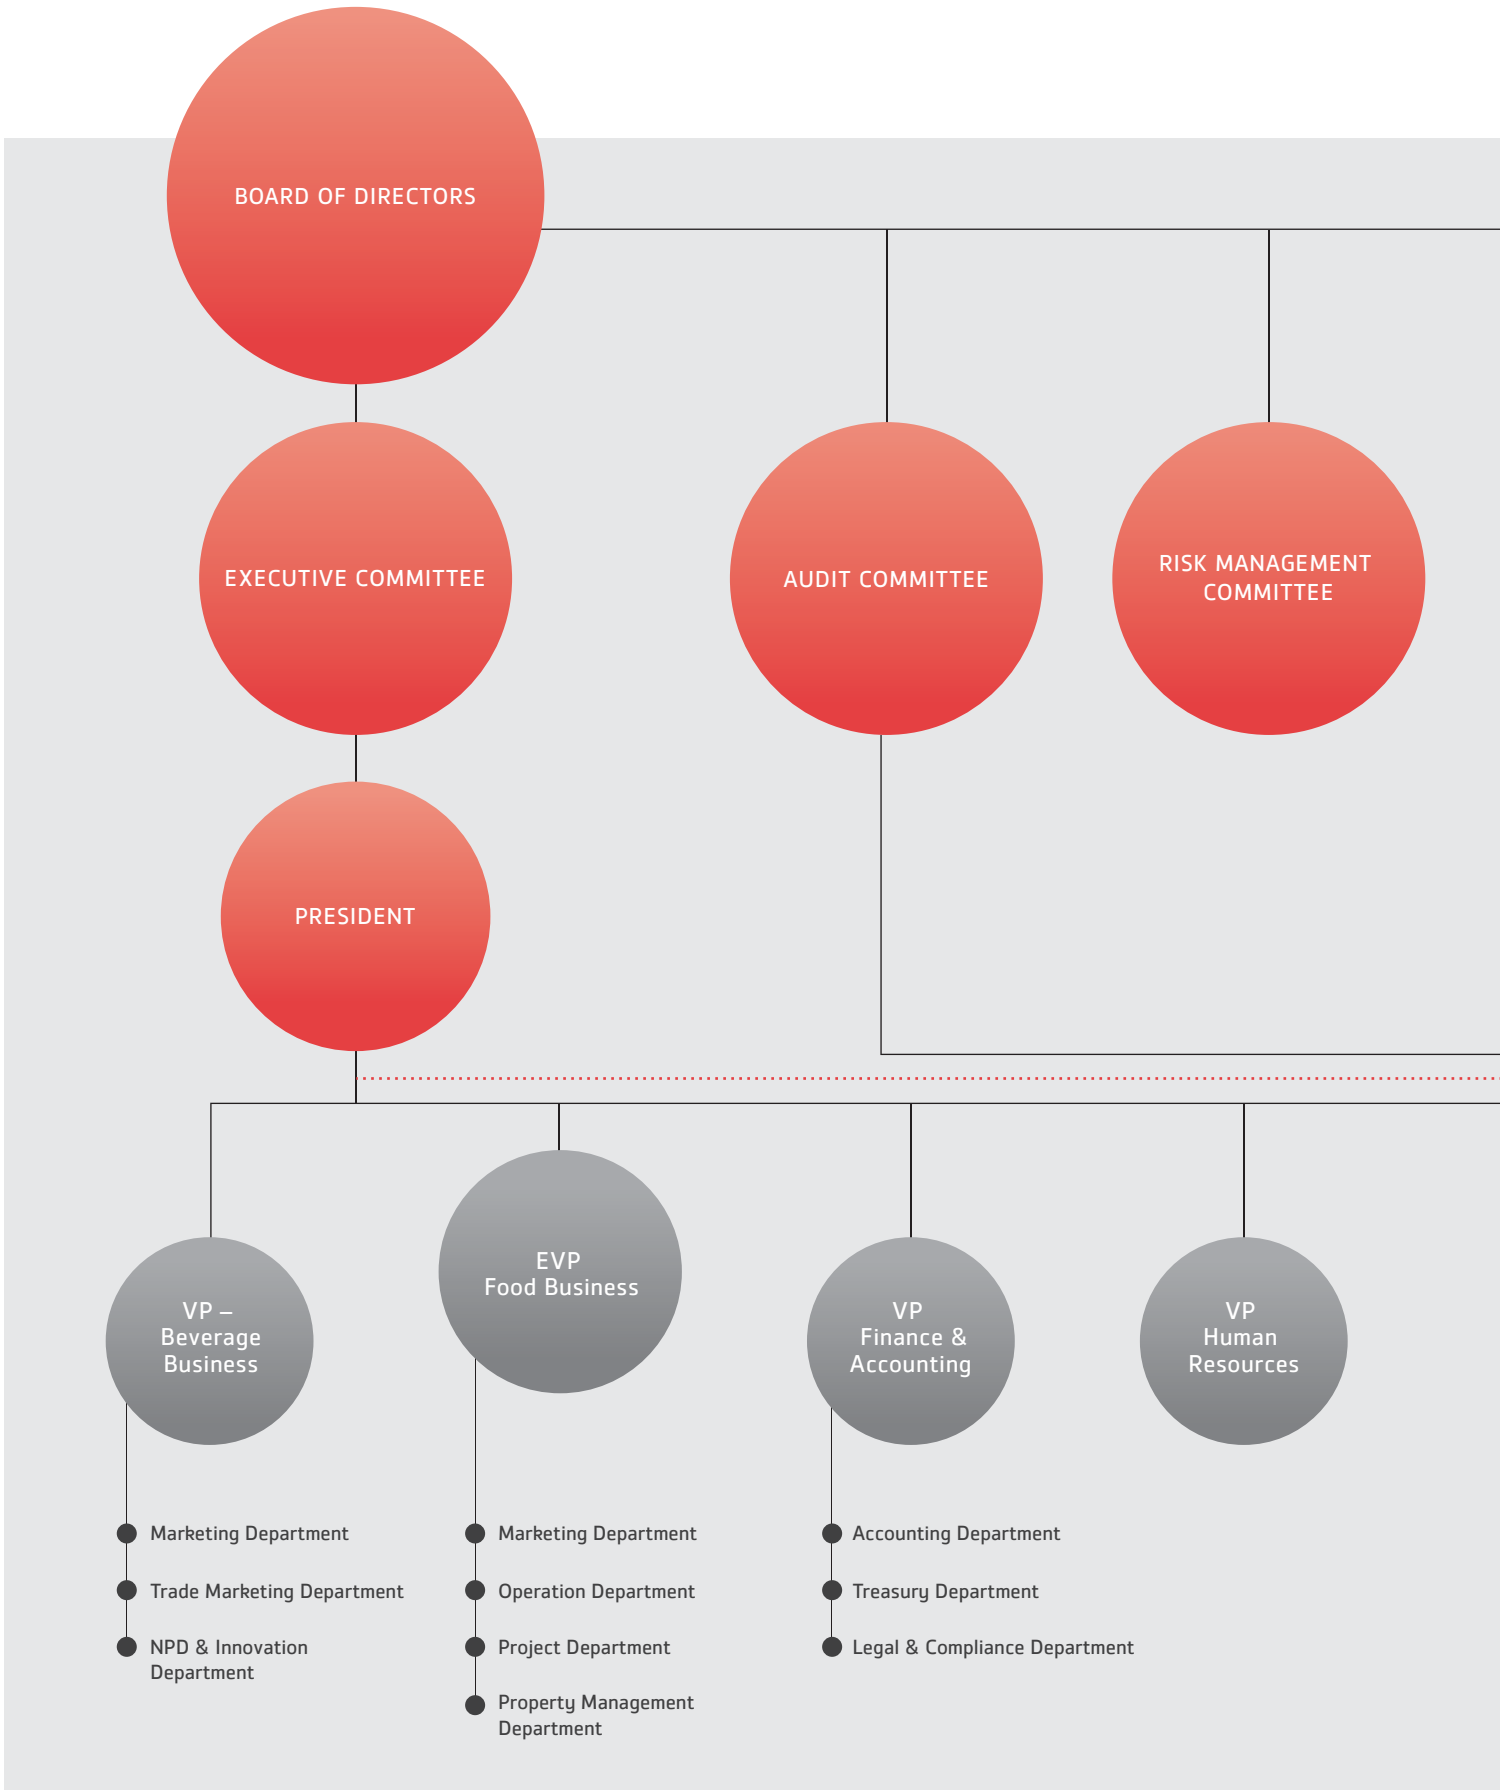 BOARD OF DIRECTORS
EXECUTIVE COMMITTEE
AUDIT COMMITTEE
RISK MANAGEMENT
COMMITTEE
PRESIDENT
VP –
Beverage
Business
EVP
Food Business
VP
Finance &
Accounting
VP
Human
Resources
Marketing Department
Trade Marketing Department
NPD & Innovation
Department
Marketing Department
Operation Department
Project Department
Property Management
Department
Accounting Department
Treasury Department
Legal & Compliance Department